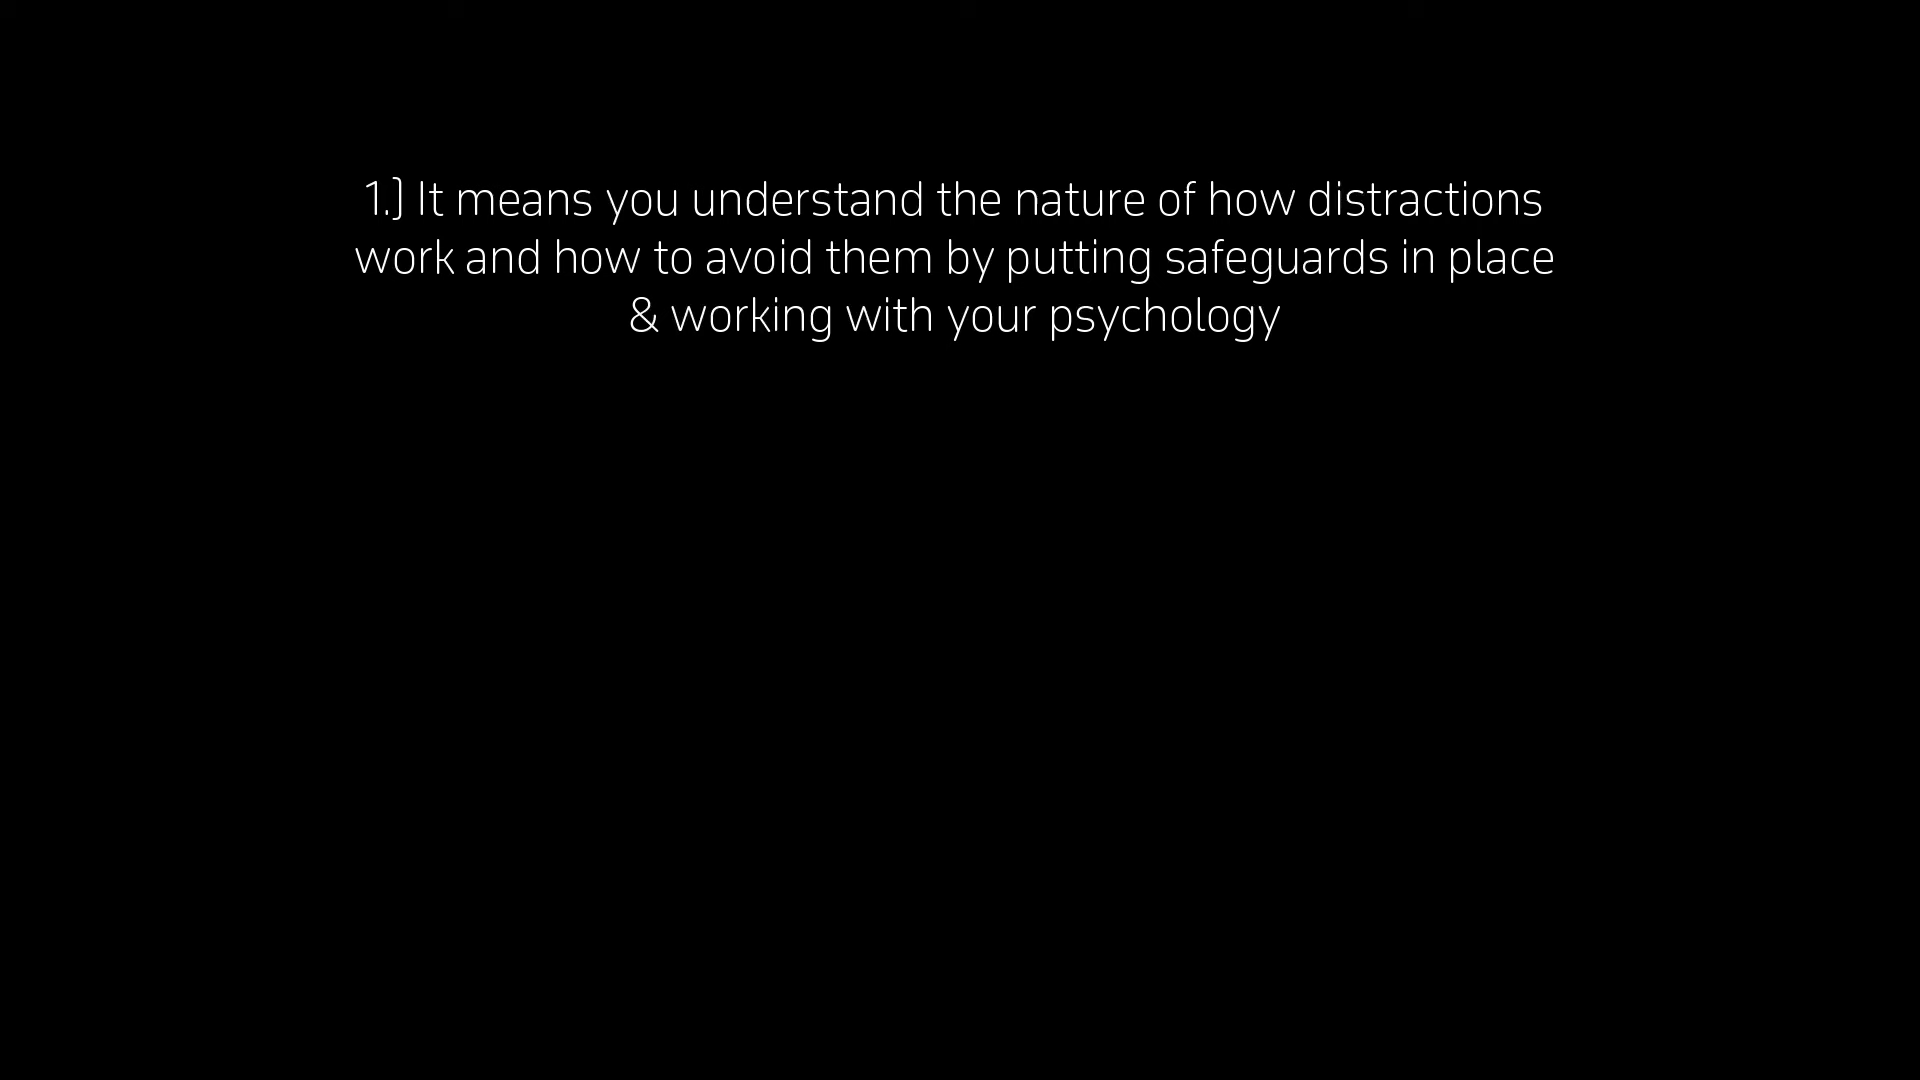 1.) It means you understand the nature of how distractions
work and how to avoid them by putting safeguards in place
& working with your psychology